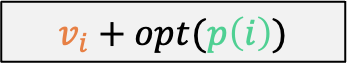 vᵢ + opt(p(i))